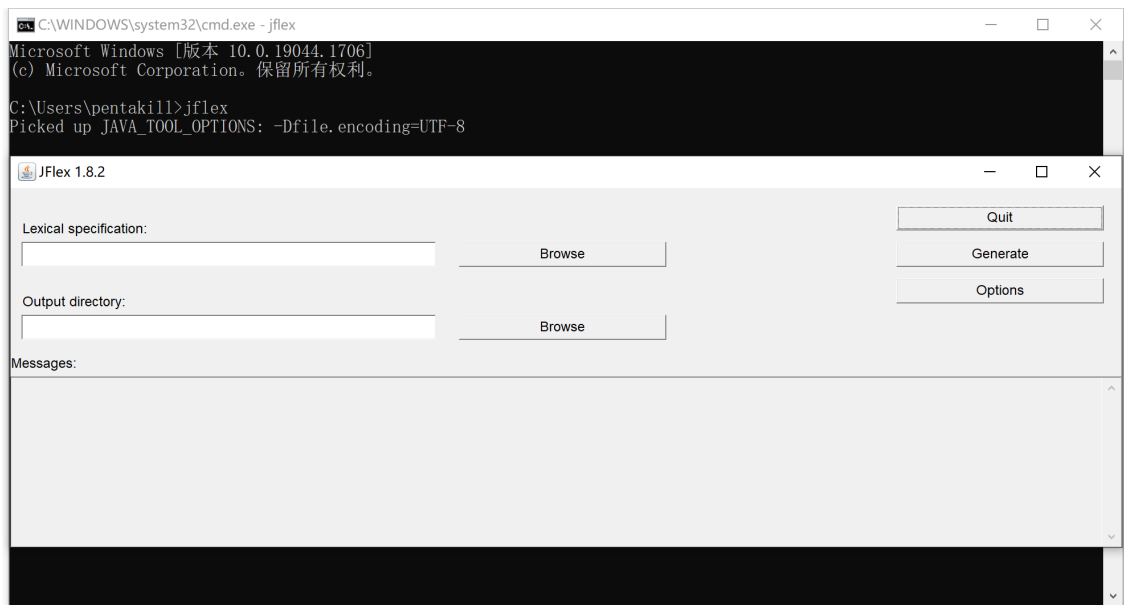 C:\WINDOWS\system32\cmd.exe - jflex
Microsoft Windows [版本 10.0.19044.1706]
(c) Microsoft Corporation。保留所有权利。
C:\Users\pentakill>jflex
Picked up JAVA_TOOL_OPTIONS: -Dfile.encoding=UTF-8
JFlex 1.8.2
Quit
Lexical specification:
Browse
Generate
Options
Output directory:
Browse
Messages: